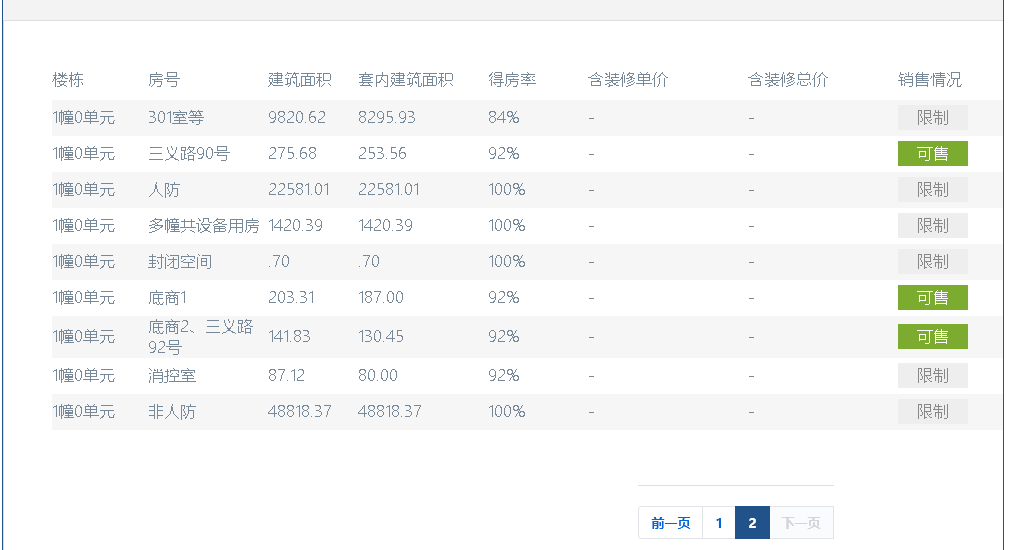 楼栋 房号 建筑面积 套内建筑面积 得房率 含装修单价 含装修总价 销售情况
1幢0单元 301室等 9820.62 8295.93 84% - - 限制
1幢0单元 三义路90号 275.68 253.56 92% - - 可售
1幢0单元 人防 22581.01 22581.01 100% - - 限制
1幢0单元 多幢共设备用房 1420.39 1420.39 100% - - 限制
1幢0单元 封闭空间 .70 .70 100% - - 限制
1幢0单元 底商1 203.31 187.00 92% - - 可售
1幢0单元 底商2、三义路
92号 141.83 130.45 92% - - 可售
1幢0单元 消控室 87.12 80.00 92% - - 限制
1幢0单元 非人防 48818.37 48818.37 100% - - 限制
前一页 1 2 下一页